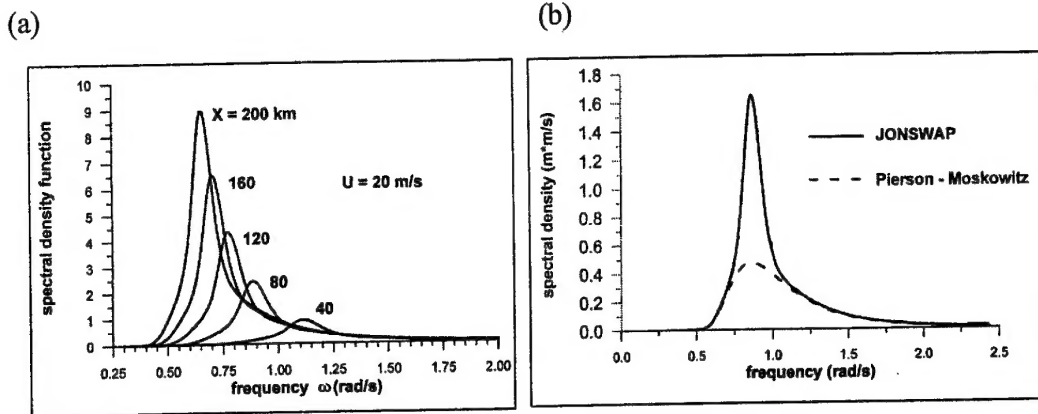 (a)
(b)
10
9
8
7
6
5
4
3
2
1
0
spectral density function
X = 200 km
160
120
80
40
U = 20 m/s
0.25 0.50 0.75 1.00 1.25 1.50 1.75 2.00
frequency ω (rad/s)
1.8
1.6
1.4
1.2
1.0
0.8
0.6
0.4
0.2
0.0
spectral density (m*m/s)
JONSWAP
Pierson - Moskowitz
0.0 0.5 1.0 1.5 2.0 2.5
frequency (rad/s)